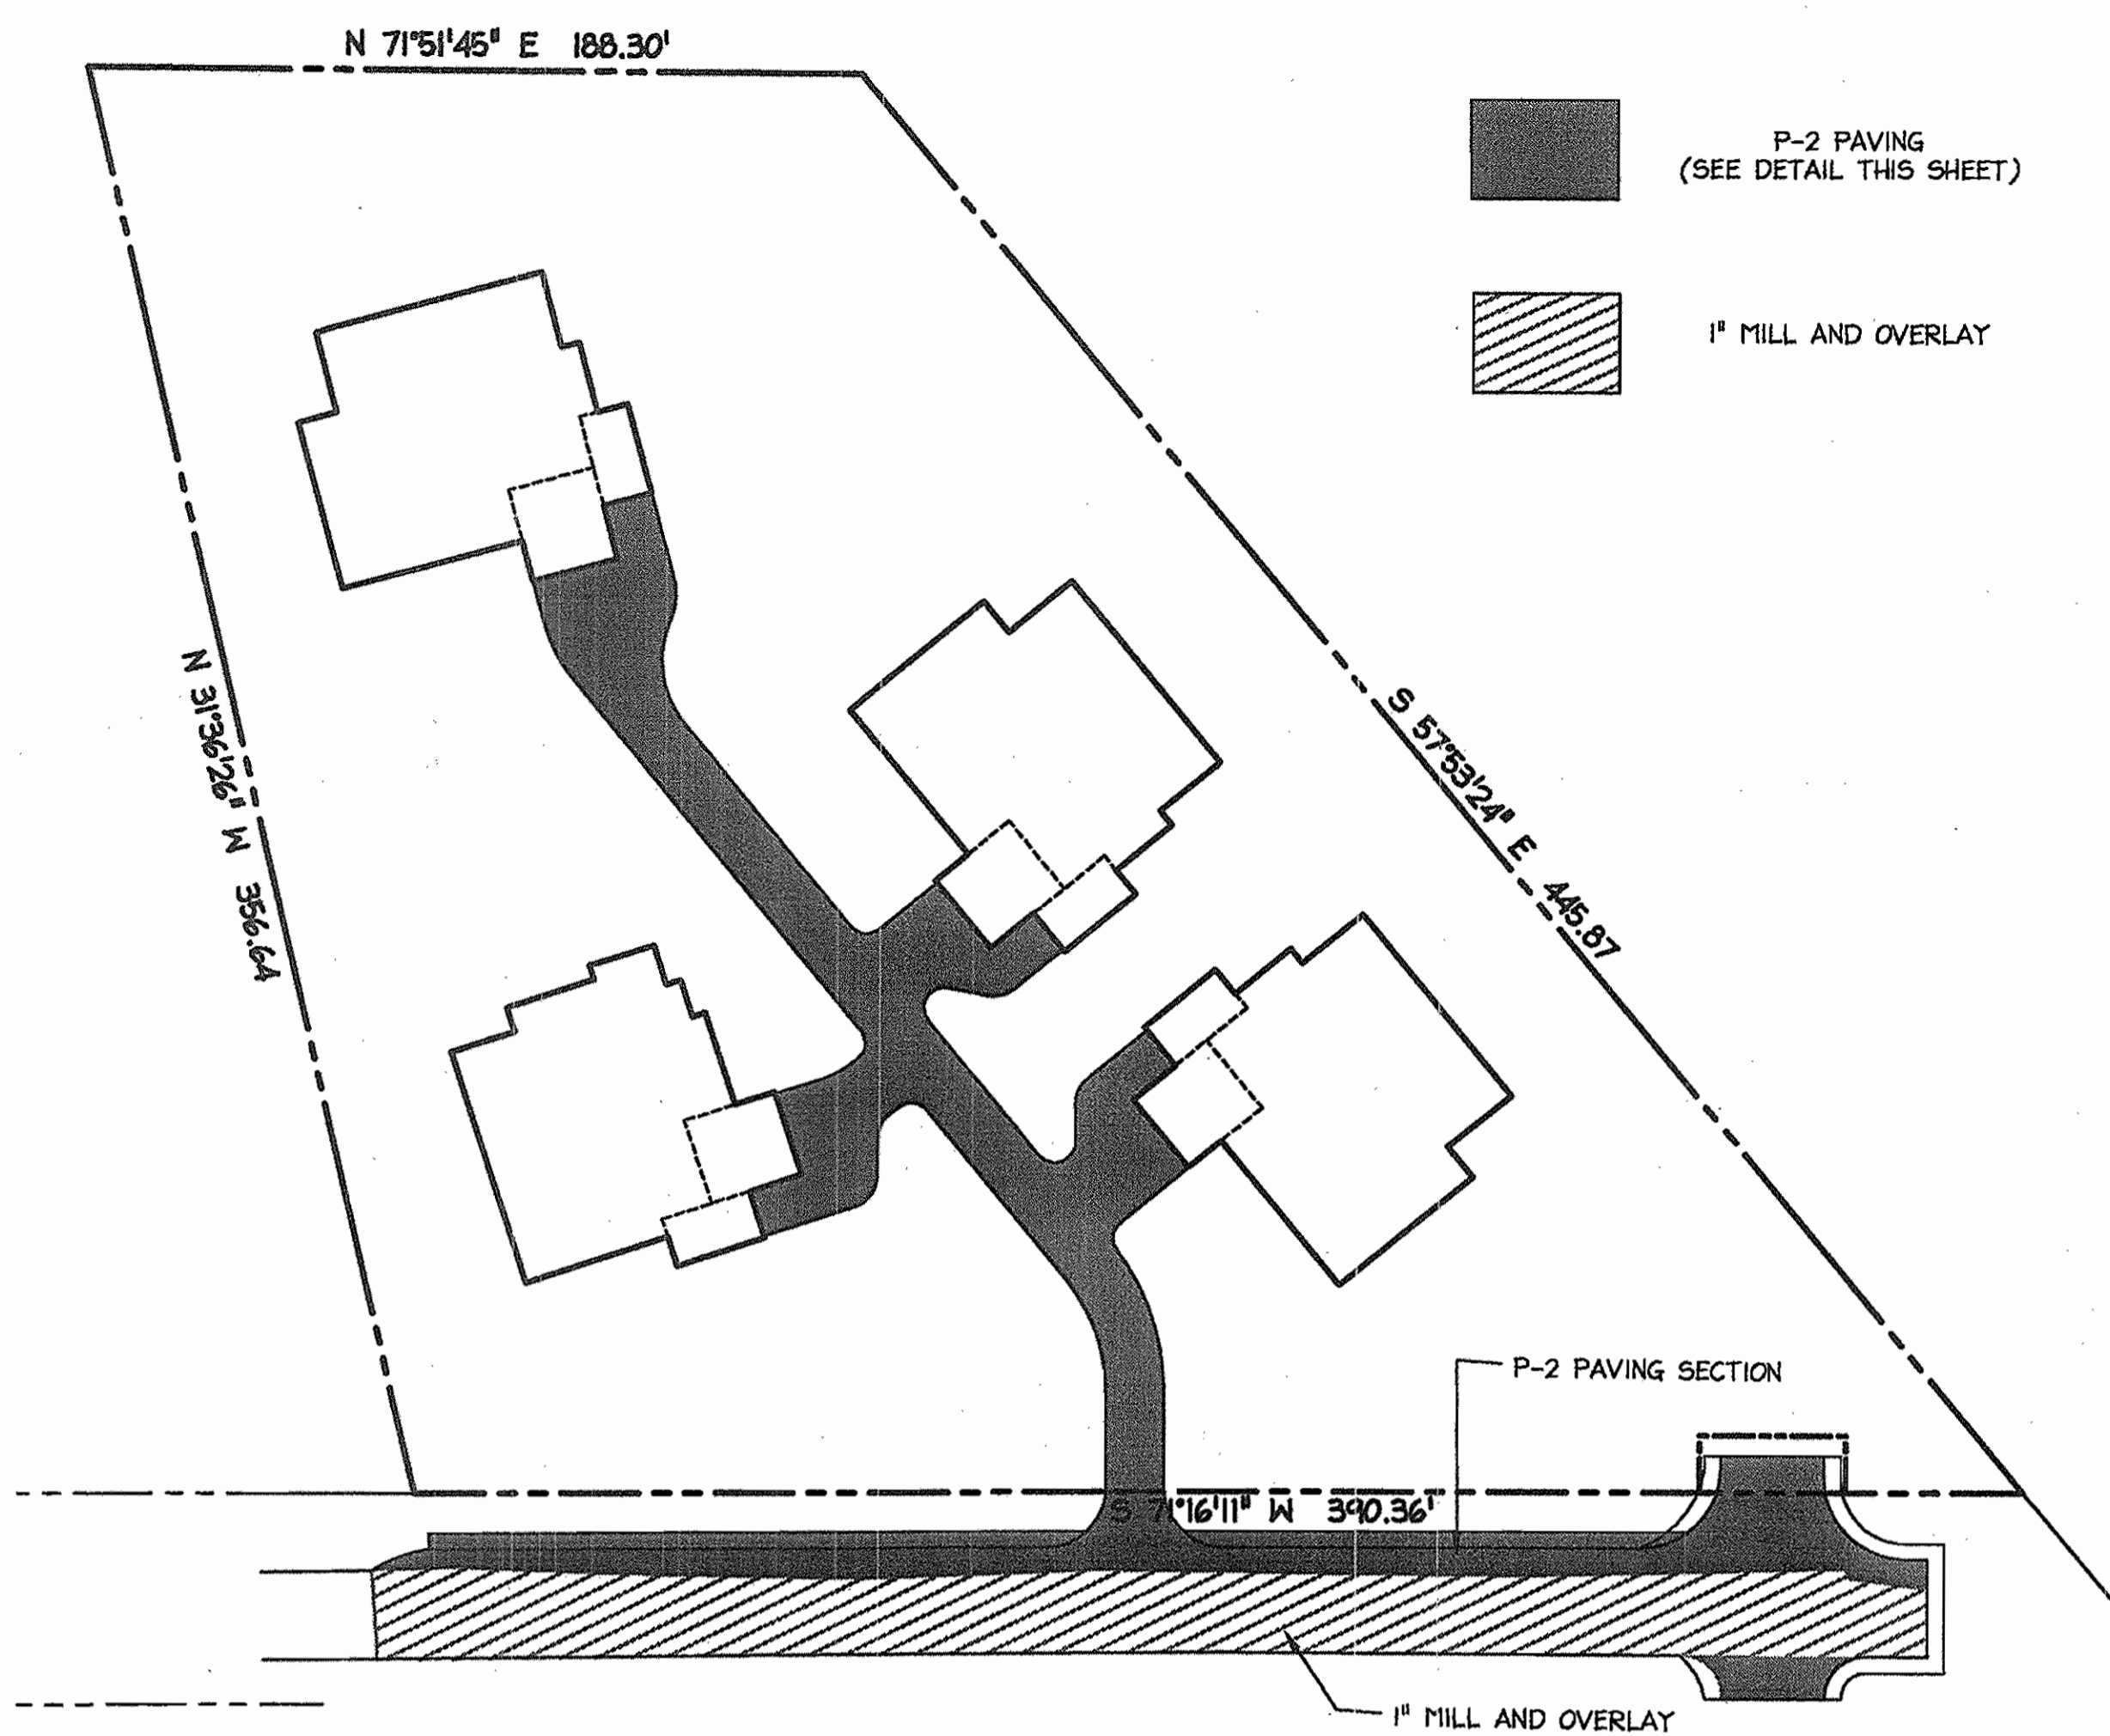 N 71°51'45" E 188.30'
P-2 PAVING
(SEE DETAIL THIS SHEET)
1" MILL AND OVERLAY
N 31°36'26" W 356.64
S 57°53'24" E 445.87
P-2 PAVING SECTION
S 71°16'11" W 390.36'
1" MILL AND OVERLAY